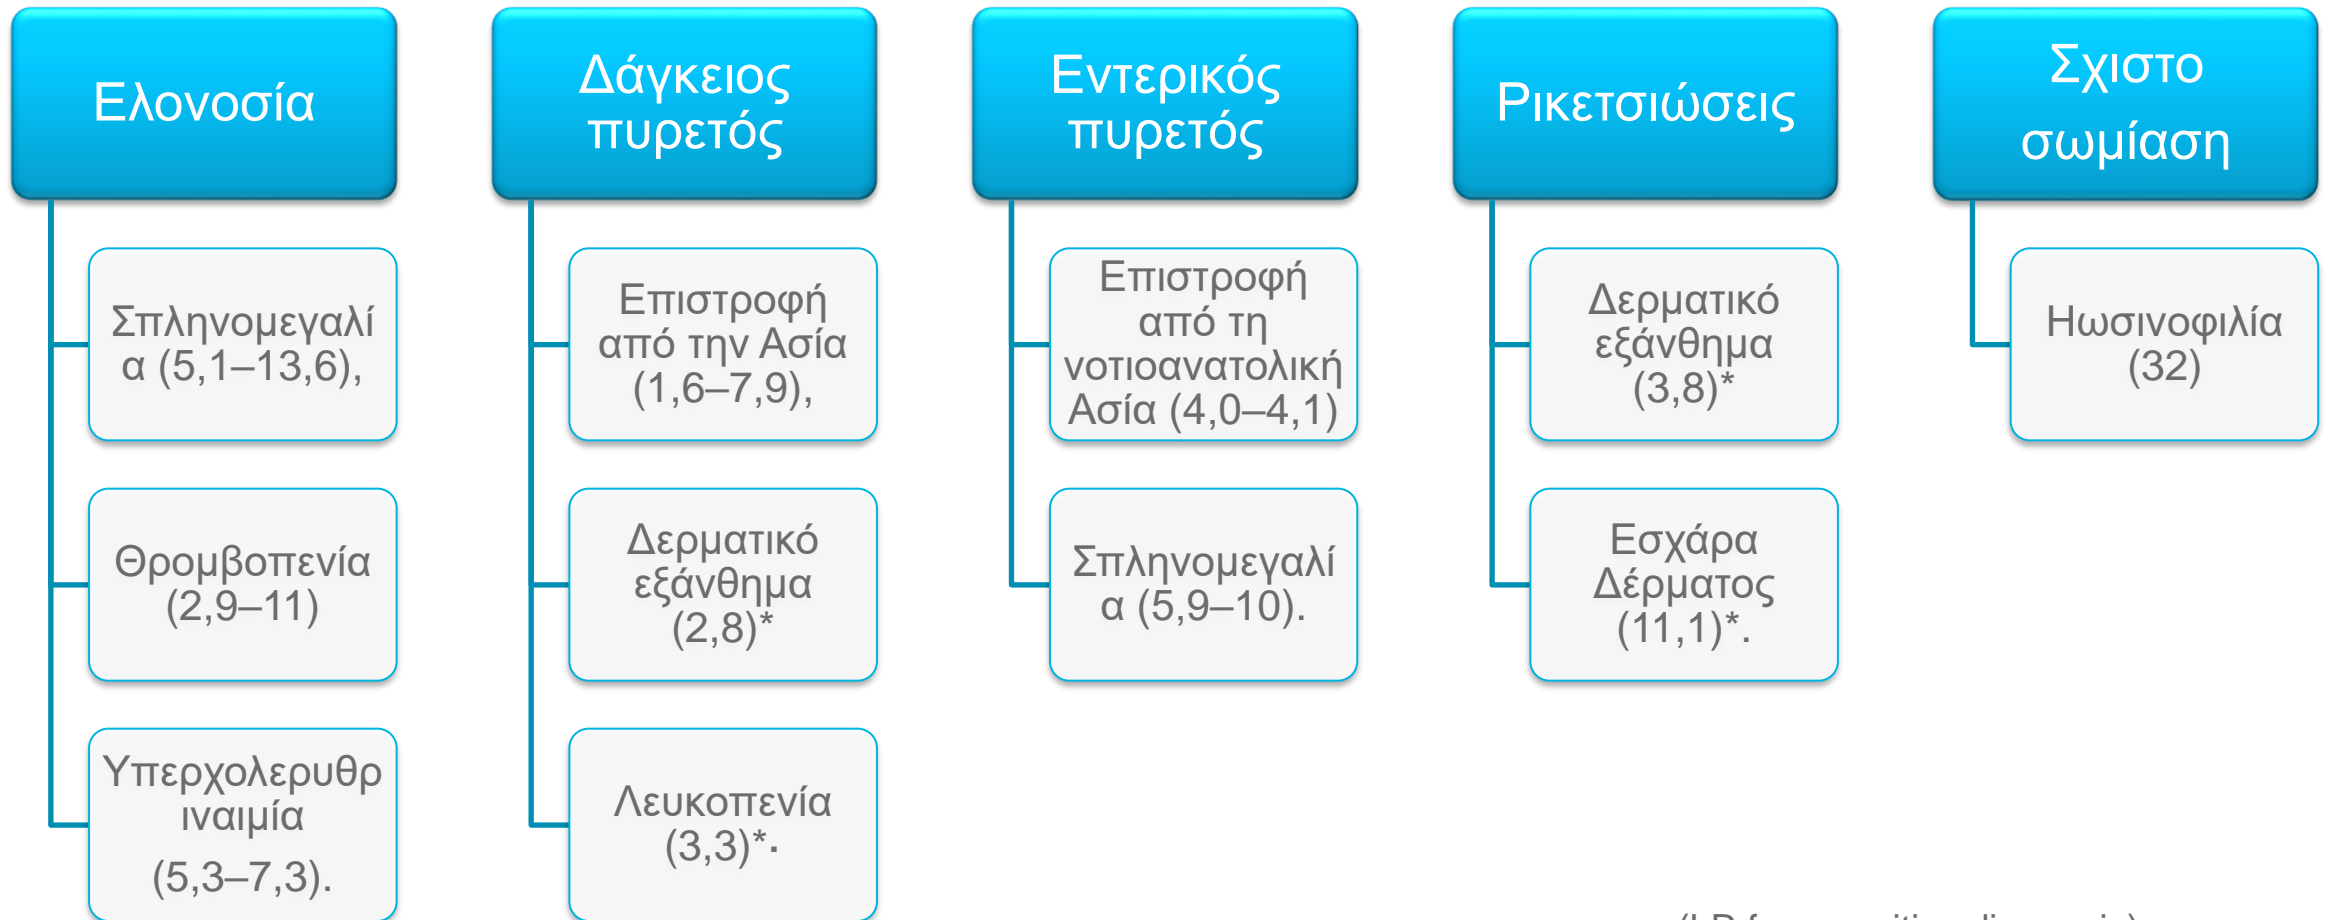 Ελονοσία
Σπληνομεγαλί
α (5,1–13,6),
Θρομβοπενία
(2,9–11)
Υπερχολερυθρ
ιναιμία
(5,3–7,3).
Δάγκειος
πυρετός
Επιστροφή
από την Ασία
(1,6–7,9),
Δερματικό
εξάνθημα
(2,8)*
Λευκοπενία
(3,3)*·
Εντερικός
πυρετός
Επιστροφή
από τη
νοτιοανατολική
Ασία (4,0–4,1)
Σπληνομεγαλί
α (5,9–10).
Ρικετσιώσεις
Δερματικό
εξάνθημα
(3,8)*
Εσχάρα
Δέρματος
(11,1)*.
Σχιστο
σωμίαση
Ηωσινοφιλία
(32)